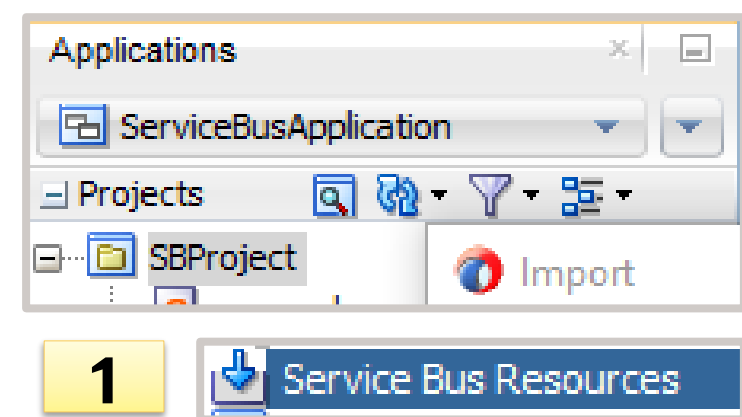 Applications
ServiceBusApplication
Projects
SBProject
Import
1
Service Bus Resources